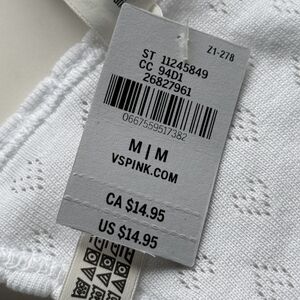 Z1-278
ST 11245849
CC 94D1
26827961
0667559517382
M | M
VSPINK.COM
CA $14.95
US $14.95